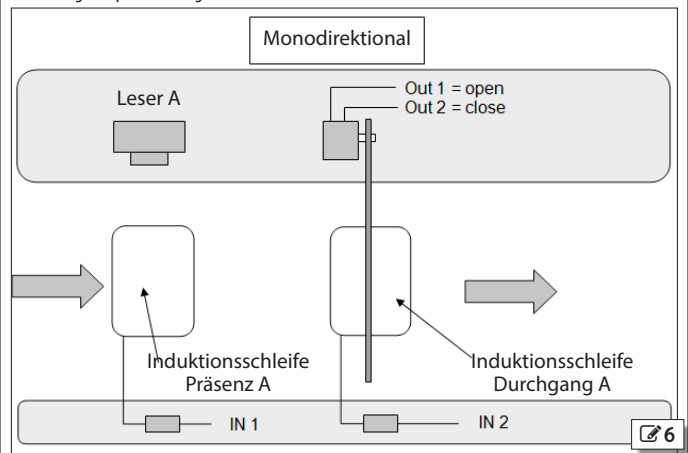 Monodirektional
Leser A
Out 1 = open
Out 2 = close
Induktionsschleife
Präsenz A
Induktionsschleife
Durchgang A
IN 1
IN 2
6